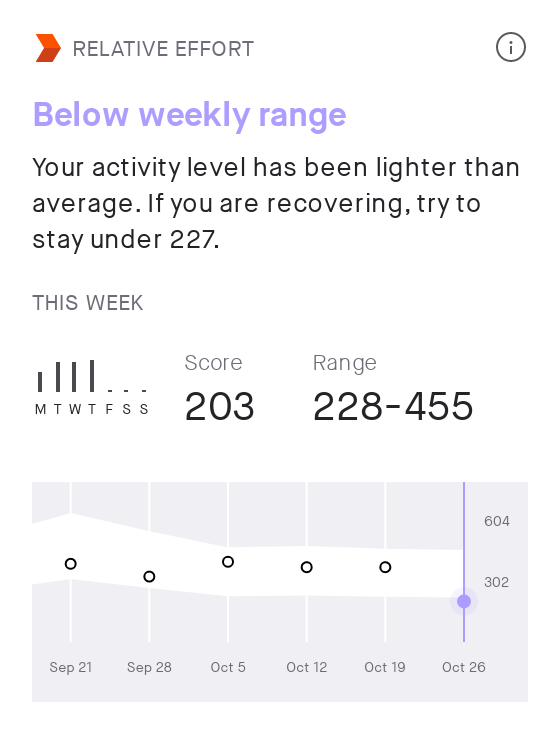 RELATIVE EFFORT
Below weekly range
Your activity level has been lighter than
average. If you are recovering, try to
stay under 227.
THIS WEEK
Score Range
203 228-455
M T W T F S S
604
302
Sep 21 Sep 28 Oct 5 Oct 12 Oct 19 Oct 26